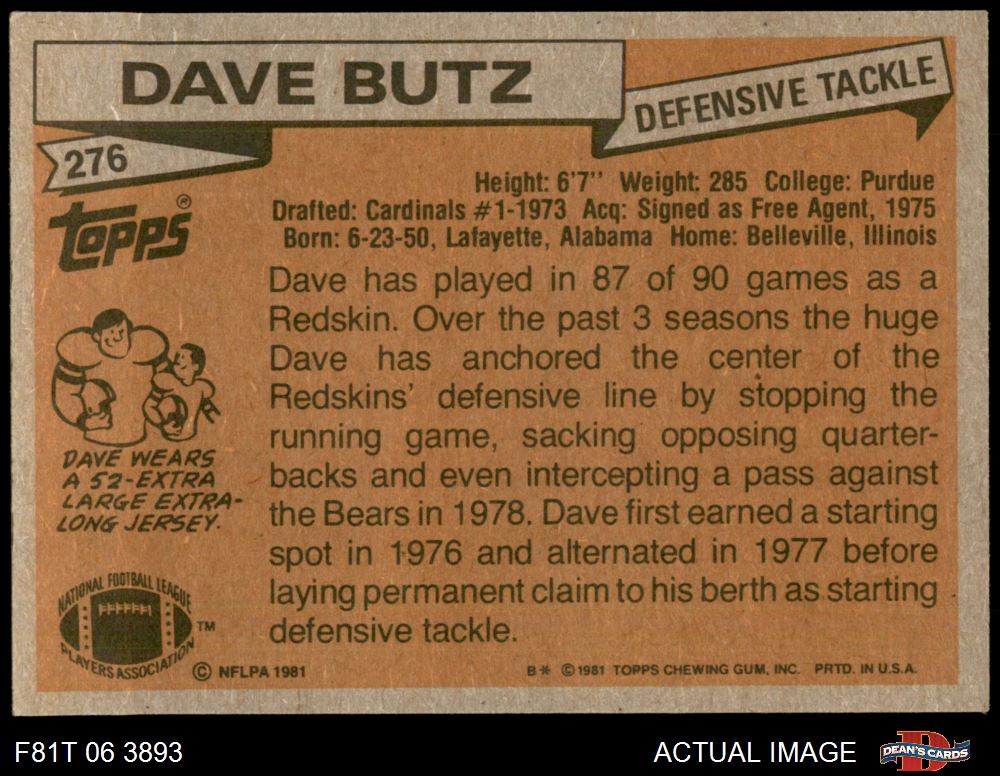 DAVE BUTZ
DEFENSIVE TACKLE
276
Topps®
Height: 6'7'' Weight: 285 College: Purdue
Drafted: Cardinals #1-1973 Acq: Signed as Free Agent, 1975
Born: 6-23-50, Lafayette, Alabama Home: Belleville, Illinois
Dave has played in 87 of 90 games as a
Redskin. Over the past 3 seasons the huge
Dave has anchored the center of the
Redskins' defensive line by stopping the
running game, sacking opposing quarter-
backs and even intercepting a pass against
the Bears in 1978. Dave first earned a starting
spot in 1976 and alternated in 1977 before
laying permanent claim to his berth as starting
defensive tackle.
DAVE WEARS
A 52-EXTRA
LARGE EXTRA-
LONG JERSEY.
NATIONAL FOOTBALL LEAGUE
PLAYERS ASSOCIATION
TM
© NFLPA 1981
B* © 1981 TOPPS CHEWING GUM, INC. PRTD. IN U.S.A.
F81T 06 3893
ACTUAL IMAGE
D
DEAN'S CARDS